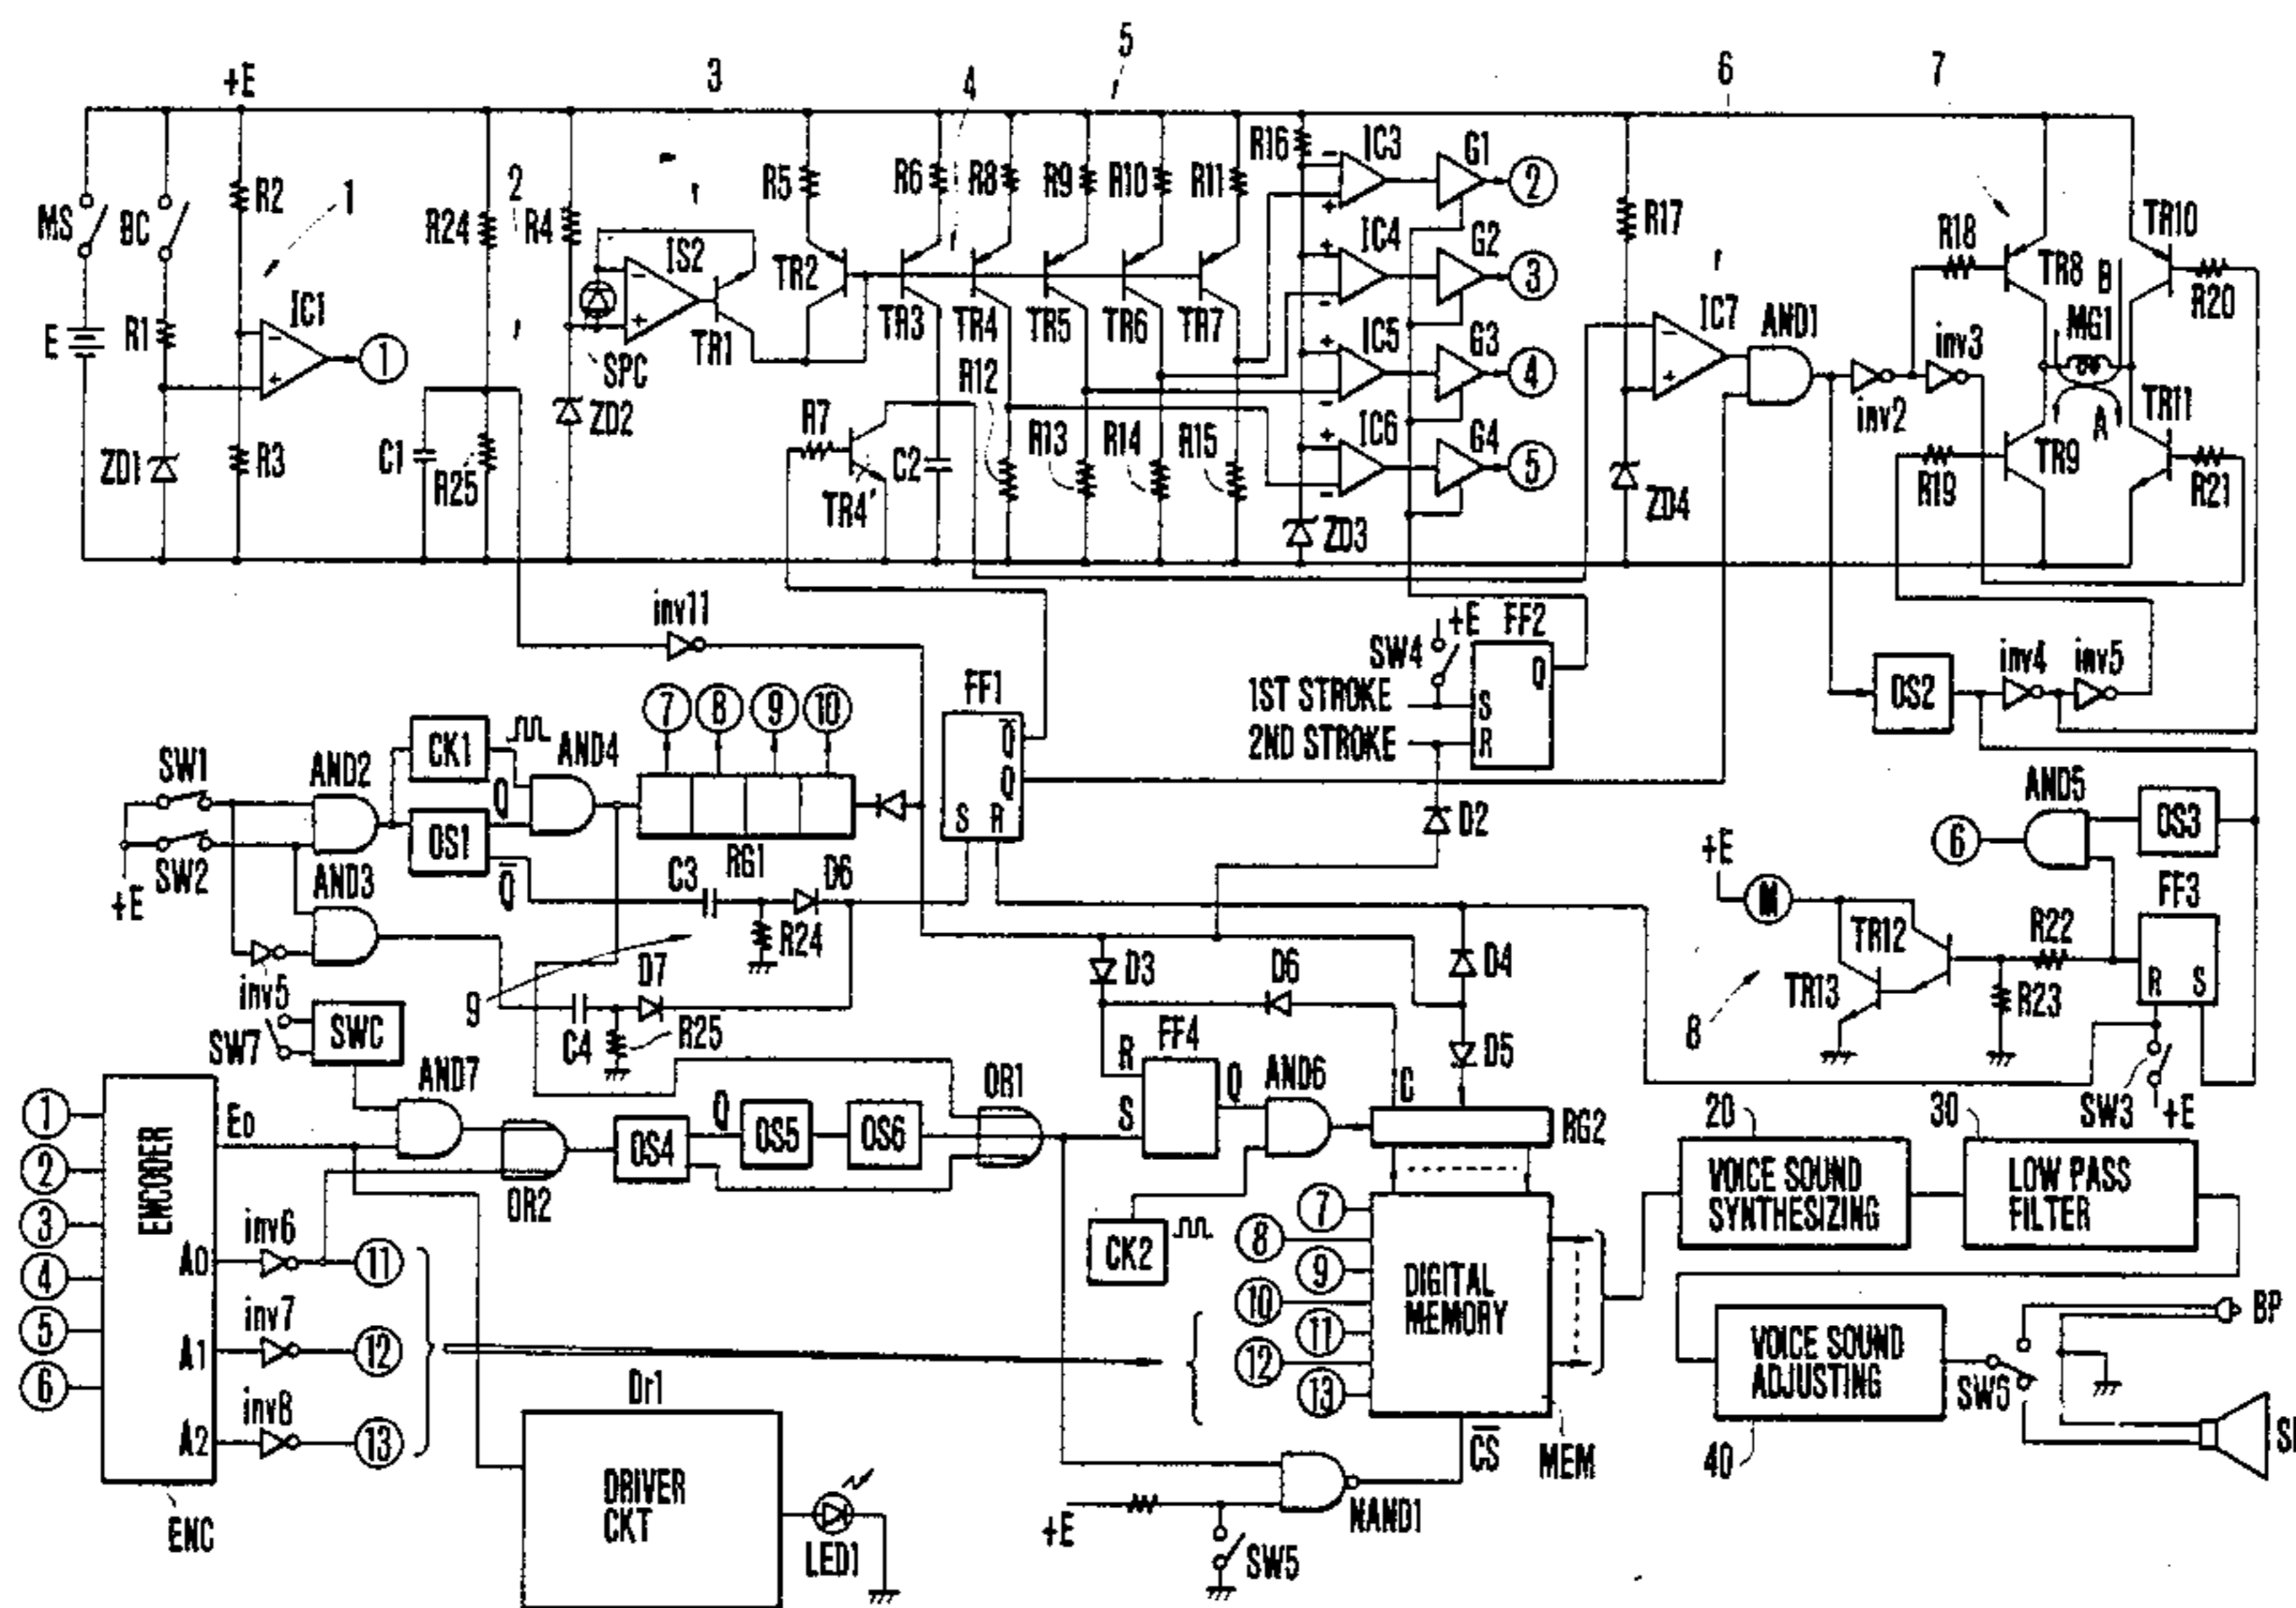 5
+E 3 4 6 7
MS BC R2 1 R24 2 R4 IS2 R5 R6 R8 R9 R10 R11 R16 IC3 G1 2
R17 R18 TR10
- + IC4 G2 3
E R1 IC1 1 SPC TR1 TR2 TR3 TR4 TR5 TR6 TR7 IC5 G3 4 IC7 AND1 TR8 B R20
MG1 inv3
ZD1 R3 C1 R25 ZD2 R7 TR4' C2 R12 R13 R14 R15 IC6 G4 5 ZD3 ZD4 inv2 R19 TR9 A TR11 R21
inv11 SW4 +E FF2
1ST STROKE S Q
2ND STROKE R
OS2 inv4 inv5
7 8 9 10 FF1
SW1 AND2 CK1 AND4 Q̄
SW2 OS1 Q Q̄ RG1 Q S R D2
+E AND3 C3 D6 R24
AND5 OS3 6 +E M FF3
inv5 9 D7 C4 R25 D3 D6 D4
TR12 TR13 R22 R23 R S 8
SW7 SWC AND7 OR1 R FF4 Q AND6 C D5
S RG2 SW3 +E
1 2 3 4 5 6 ENCODER E0 OR2 OS4 Q OS5 OS6
20 30
VOICE SOUND SYNTHESIZING LOW PASS FILTER
CK2
A0 inv6 11
A1 inv7 12
A2 inv8 13
7 8 9 10 11 12 13 DIGITAL MEMORY
VOICE SOUND ADJUSTING SW6 BP
40
ENC Dr1
DRIVER CKT LED1
+E SW5 NAND1 C̄S̄ MEM